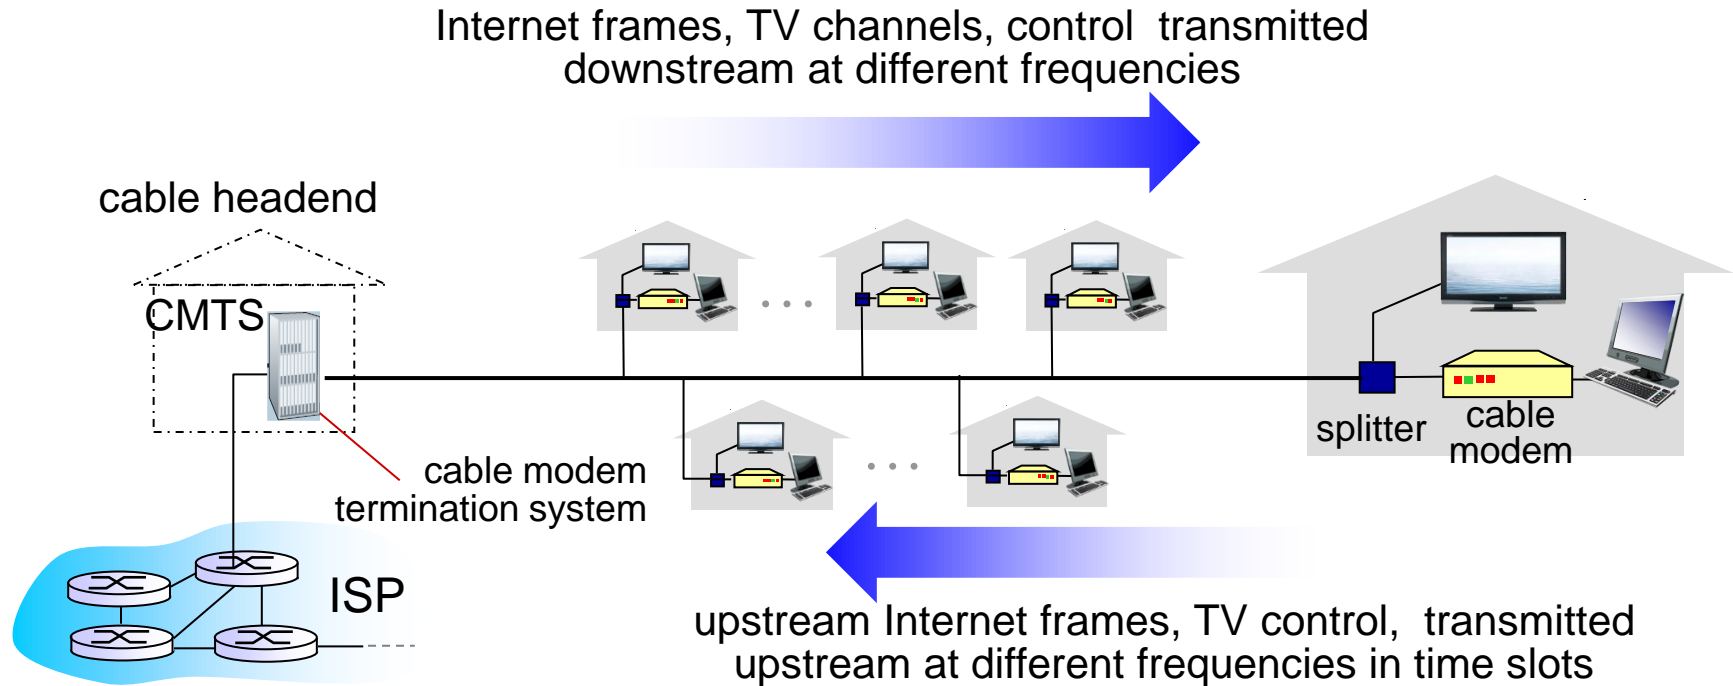 Internet frames, TV channels, control transmitted
downstream at different frequencies
cable headend
CMTS
splitter
cable
modem
cable modem
termination system
ISP
upstream Internet frames, TV control, transmitted
upstream at different frequencies in time slots